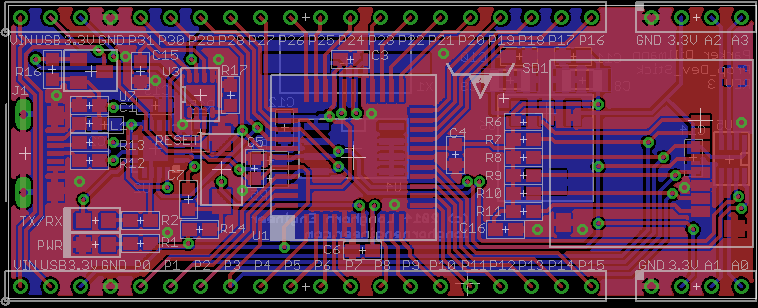 VIN USB 3.3V GND P31 P30 P29 P28 P27 P26 P25 P24 P23 P22 P21 P20 P19 P18 P17 P16 GND 3.3V A2 A3
C15 C3
R16 U3 R17 SD1
J1
U2
C1
R6
R13 RESET C5 C4 R7
R12 R8
C7 R9
R10
R11
TX/RX R2 R14 U1 C16
PWR R1 C6
VIN USB 3.3V GND P0 P1 P2 P3 P4 P5 P6 P7 P8 P9 P10 P11 P12 P13 P14 P15 GND 3.3V A1 A0